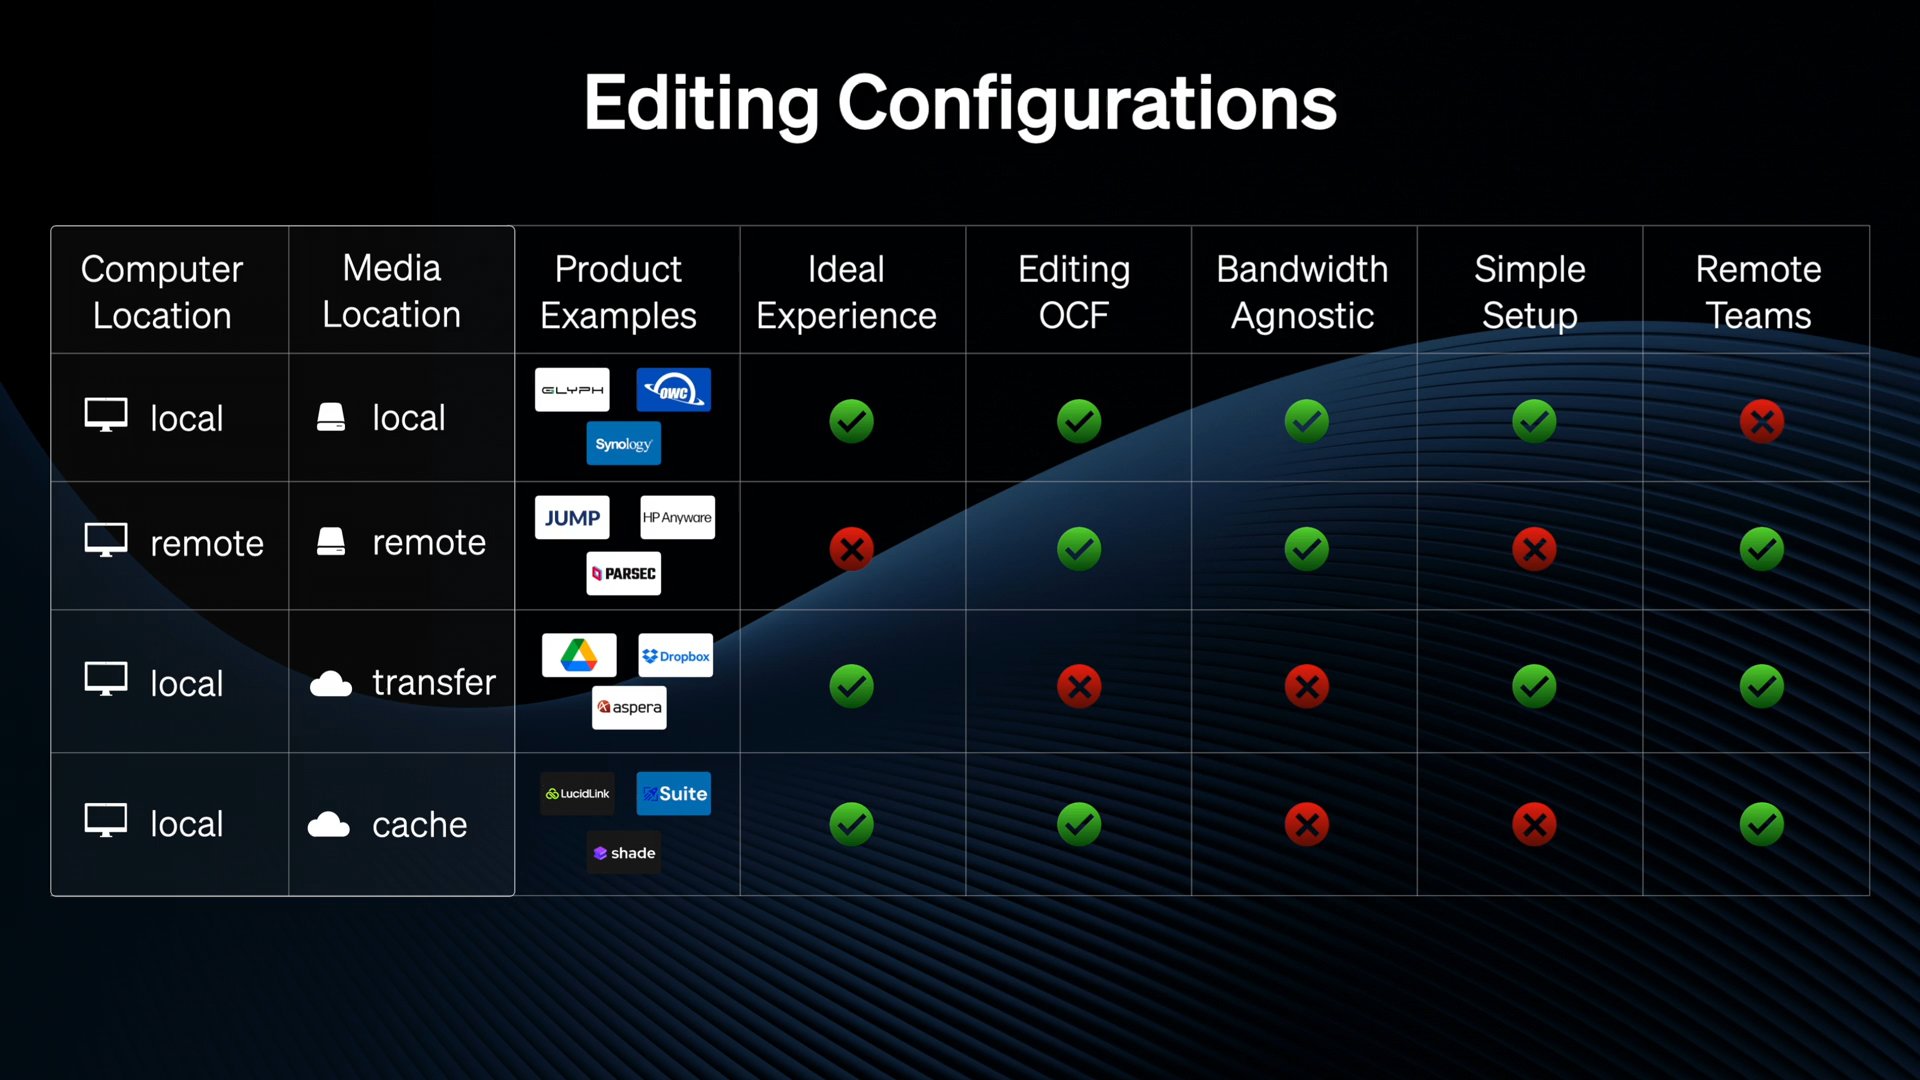 Editing Configurations
Computer
Location
Media
Location
Product
Examples
Ideal
Experience
Editing
OCF
Bandwidth
Agnostic
Simple
Setup
Remote
Teams
local
local
GLYPH
OWC
Synology
remote
remote
JUMP
HP Anyware
PARSEC
local
transfer
Dropbox
aspera
local
cache
LucidLink
Suite
shade